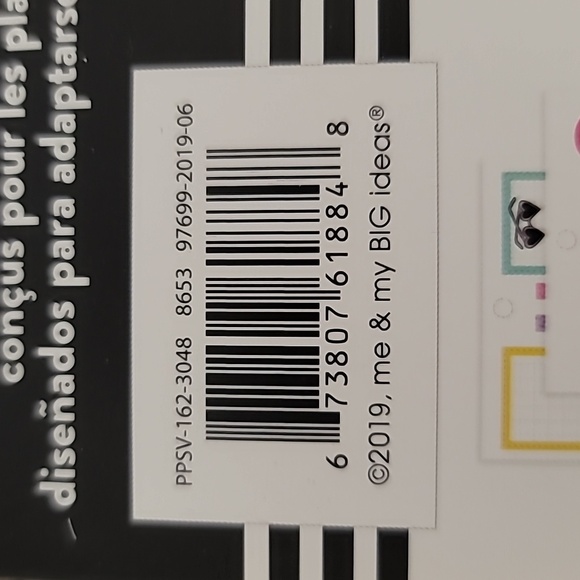 conçus pour les pla
diseñados para adaptarse
PPSV-162-3048 8653 97699-2019-06
6 73807 61884 8
©2019, me & my BIG ideas®